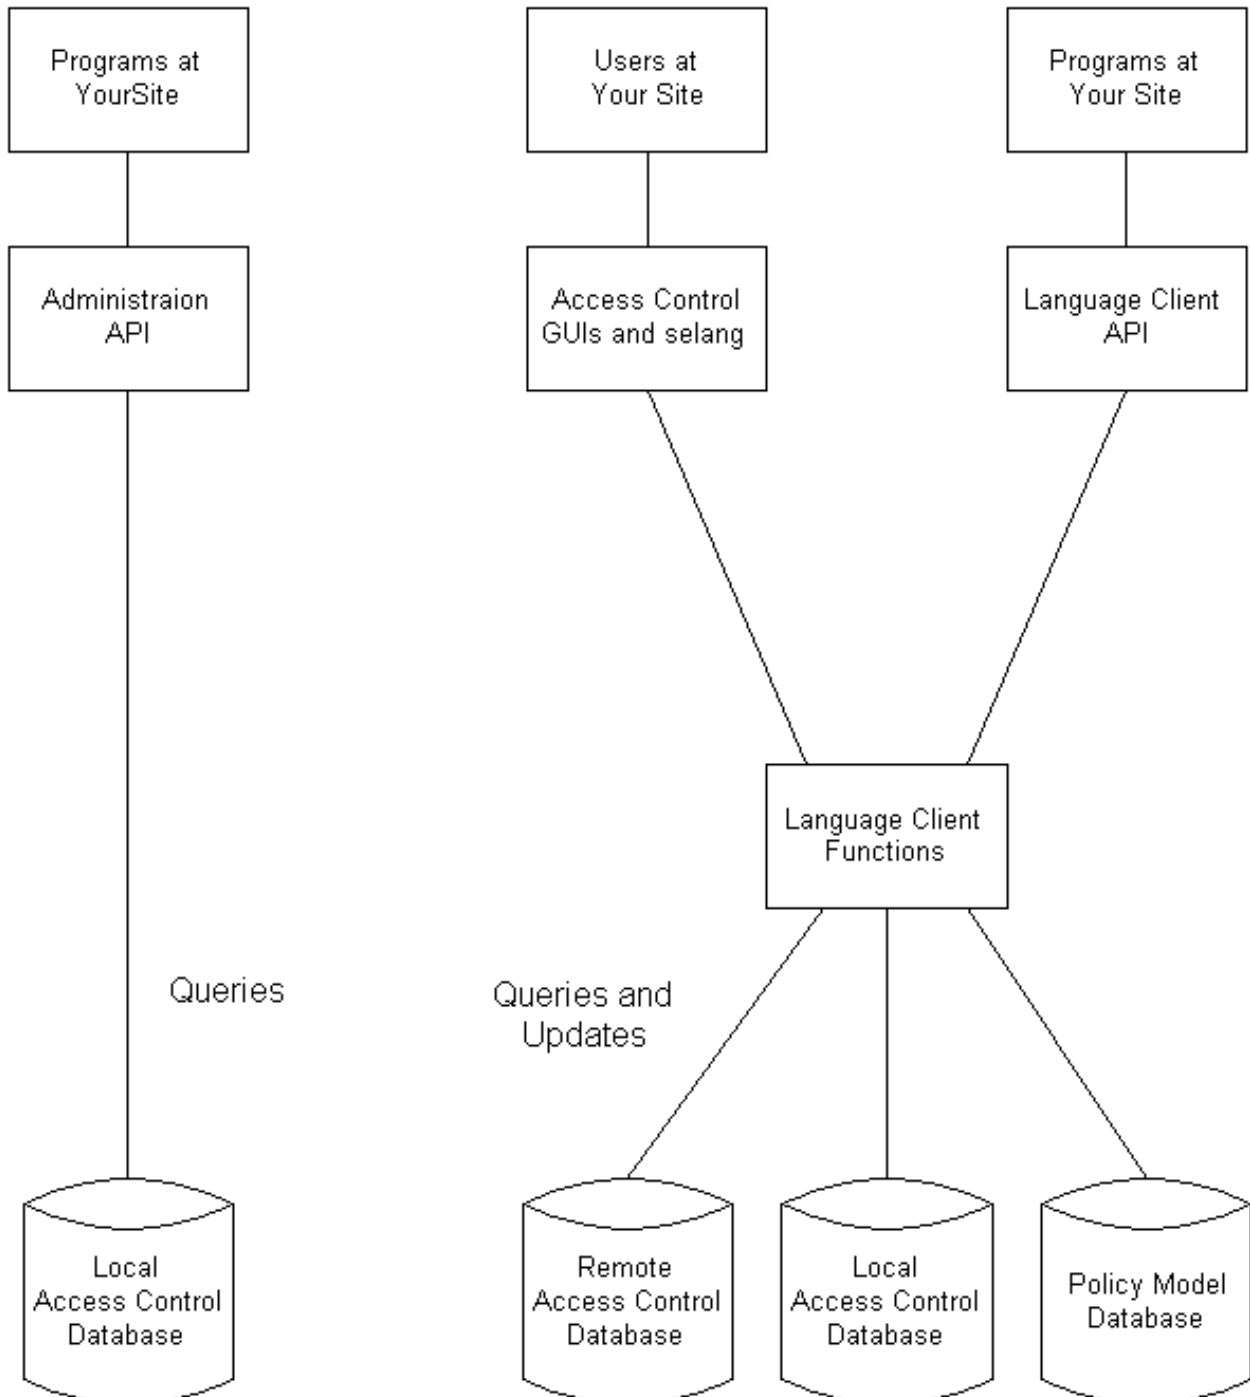 Programs at
YourSite
Users at
Your Site
Programs at
Your Site
Administraion
API
Access Control
GUIs and selang
Language Client
API
Language Client
Functions
Queries
Queries and
Updates
Local
Access Control
Database
Remote
Access Control
Database
Local
Access Control
Database
Policy Model
Database